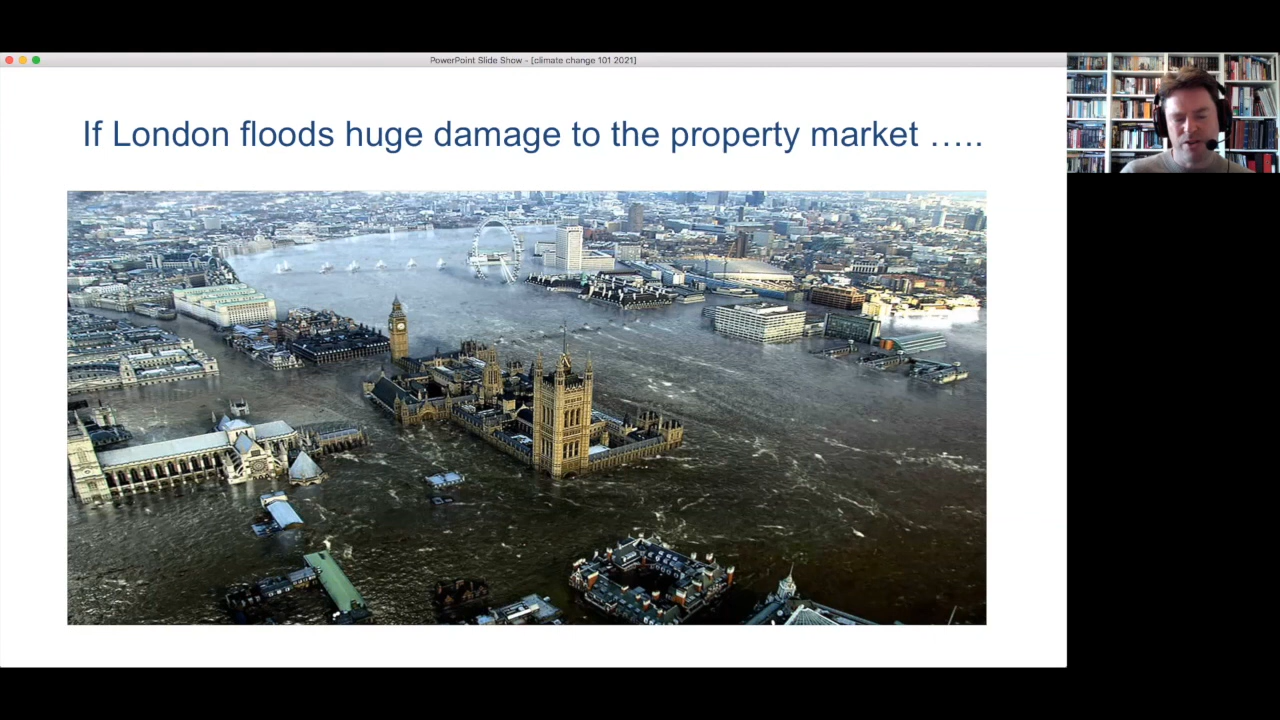 PowerPoint Slide Show - [climate change 101 2021]
If London floods huge damage to the property market …..